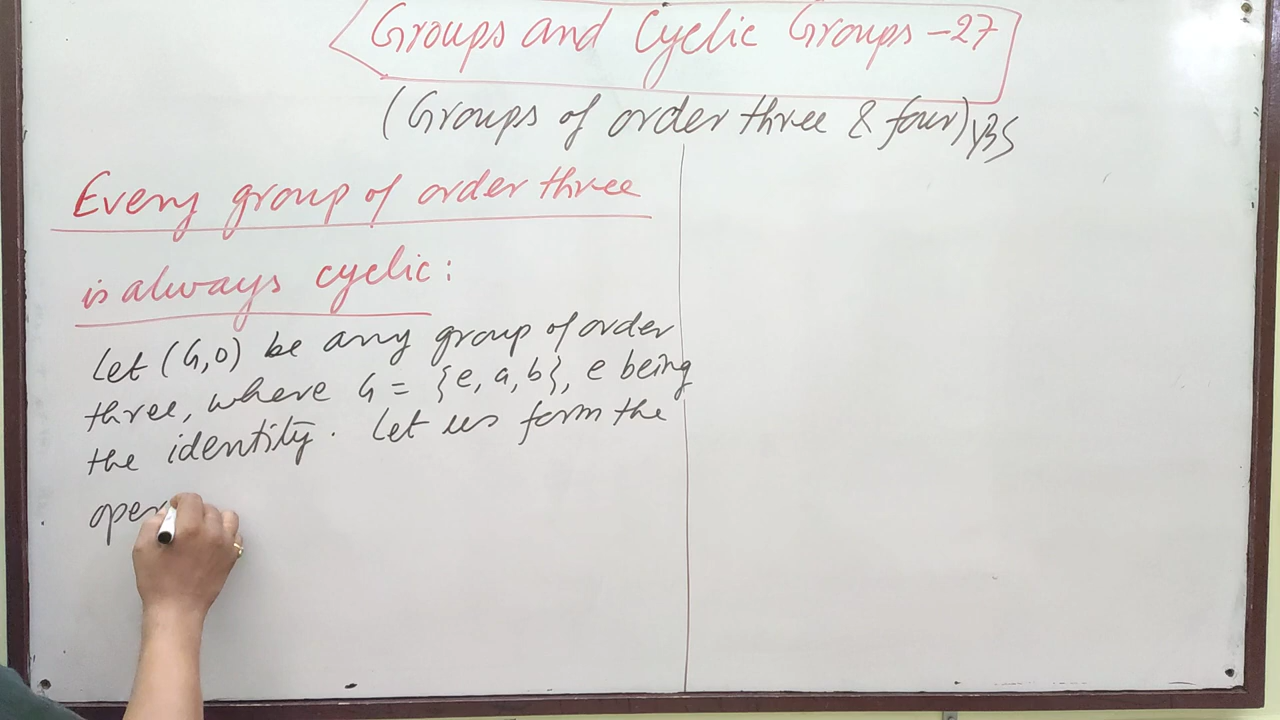 Groups and Cyclic Groups - 27
(Groups of order three & four) YBS
Every group of order three
is always cyclic:
Let (G,o) be any group of order
three, where G = {e, a, b}, e being
the identity. Let us form the
oper